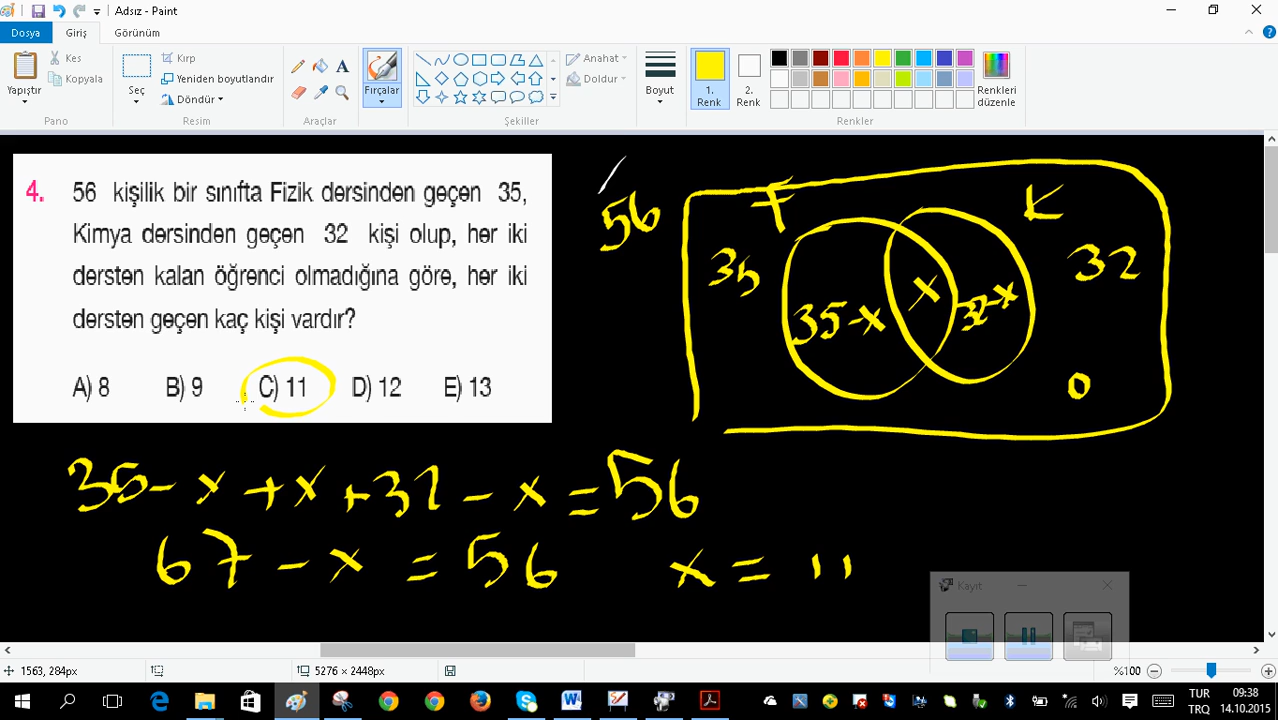 Adsız - Paint
Dosya Giriş Görünüm
Yapıştır
Kes
Kopyala
Pano
Seç
Kırp
Yeniden boyutlandır
Döndür
Resim
A
Araçlar
Fırçalar
Anahat
Doldur
Şekiller
Boyut
1. Renk
2. Renk
Renkleri düzenle
Renkler
4. 56 kişilik bir sınıfta Fizik dersinden geçen 35,
Kimya dersinden geçen 32 kişi olup, her iki
dersten kalan öğrenci olmadığına göre, her iki
dersten geçen kaç kişi vardır?
A) 8 B) 9 C) 11 D) 12 E) 13
56 F K
35 32
35-x x 32-x
0
35-x+x+32-x=56
67-x=56 x=11
Kayıt
1563, 284px 5276 × 2448px %100
TUR 09:38
TRQ 14.10.2015